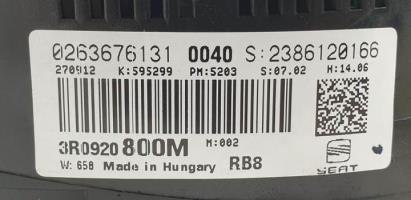 0263676131 0040 S:2386120166
270912 K:595299 PM:5203 S:07.02 H:14.06
3R0920 800M M:002
W: 658 Made in Hungary RB8
SEAT